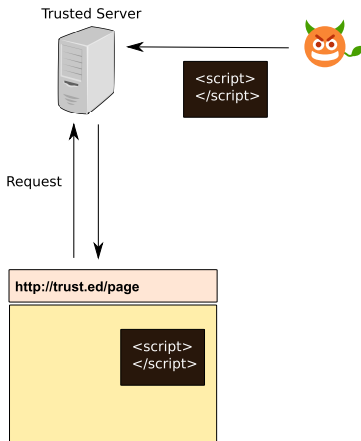 Trusted Server
<script>
</script>
Request
http://trust.ed/page
<script>
</script>